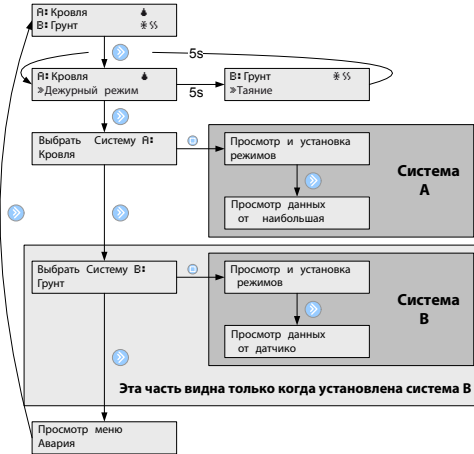 A: Кровля
B: Грунт
5s
A: Кровля
»Дежурный режим
5s
B: Грунт
»Таяние
Выбрать Систему A:
Кровля
Просмотр и установка
режимов
Система
A
Просмотр данных
от наибольшая
Выбрать Систему B:
Грунт
Просмотр и установка
режимов
Система
B
Просмотр данных
от датчико
Эта часть видна только когда установлена система B
Просмотр меню
Авария